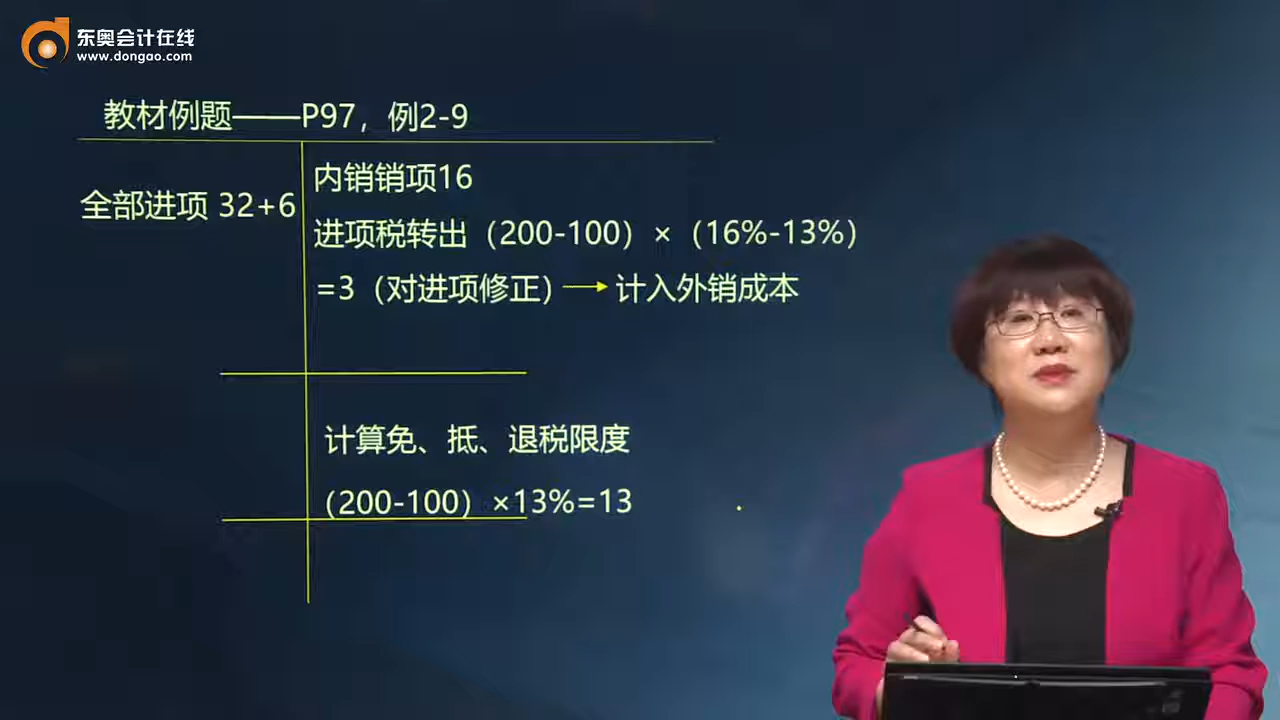 东奥会计在线
www.dongao.com
教材例题——P97，例2-9
全部进项 32+6
内销销项16
进项税转出（200-100）×（16%-13%）
=3（对进项修正）→计入外销成本
计算免、抵、退税限度
（200-100）×13%=13